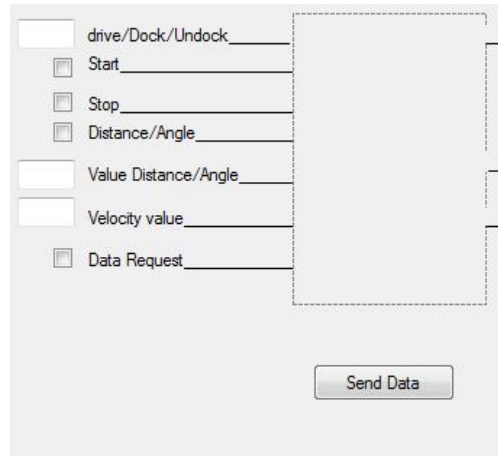 drive/Dock/Undock
Start
Stop
Distance/Angle
Value Distance/Angle
Velocity value
Data Request
Send Data